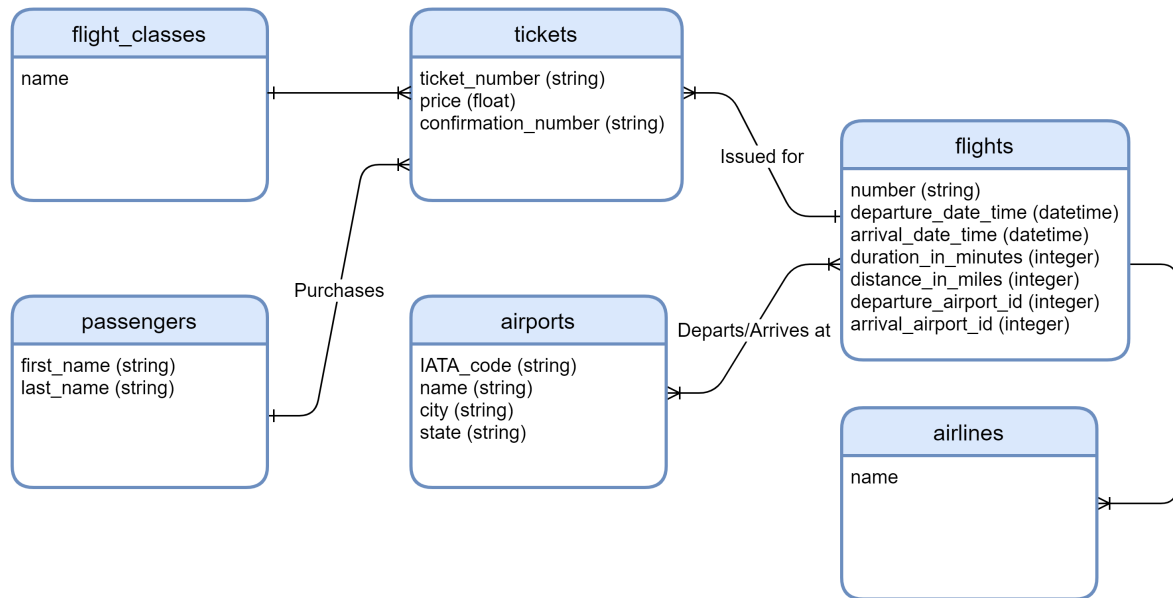 flight_classes
name
tickets
ticket_number (string)
price (float)
confirmation_number (string)
Issued for
flights
number (string)
departure_date_time (datetime)
arrival_date_time (datetime)
duration_in_minutes (integer)
distance_in_miles (integer)
departure_airport_id (integer)
arrival_airport_id (integer)
Purchases
passengers
first_name (string)
last_name (string)
airports
IATA_code (string)
name (string)
city (string)
state (string)
Departs/Arrives at
airlines
name